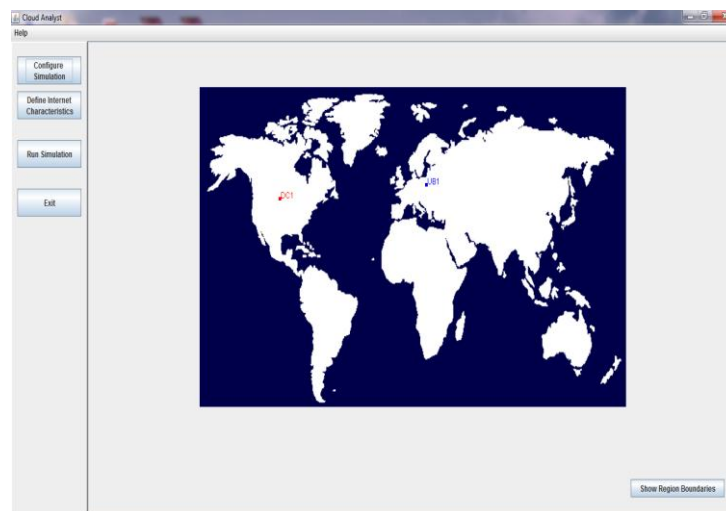 Cloud Analyst
Help
Configure
Simulation
Define Internet
Characteristics
Run Simulation
Exit
DC1
UB1
Show Region Boundaries